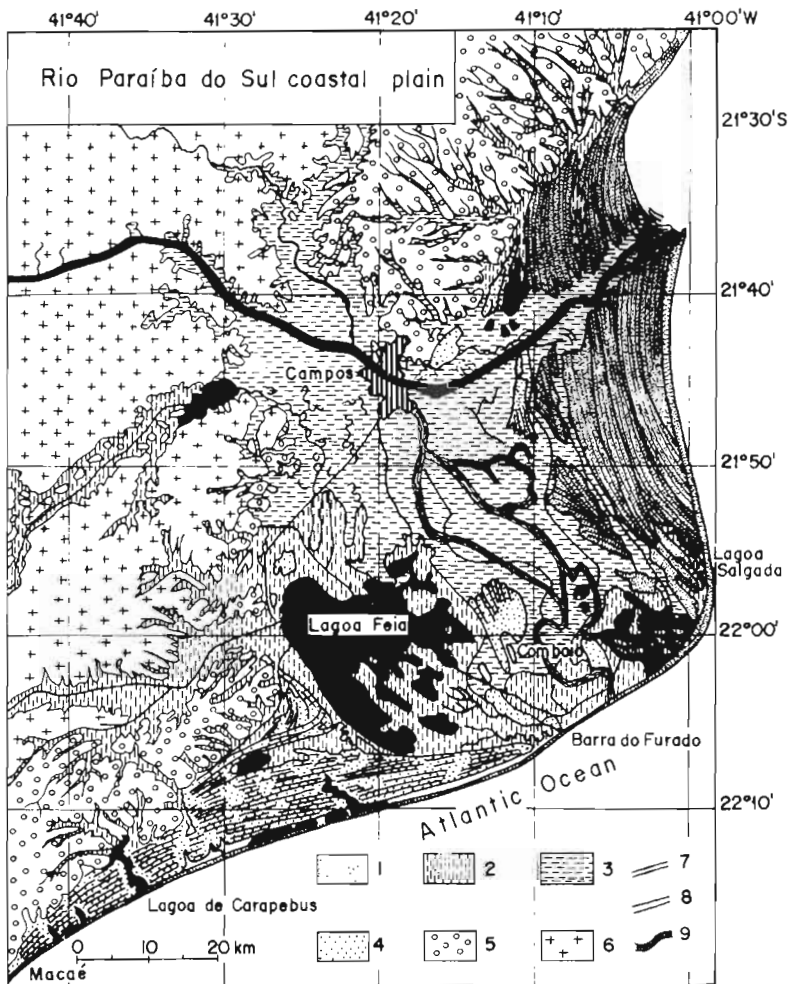 41°40' 41°30' 41°20' 41°10' 41°00'W
Rio Paraíba do Sul coastal plain
21°30'S
21°40'
Campos
21°50'
Lagoa
Salgada
Lagoa Feia
22°00'
Comboio
Barra do Furado
Atlantic Ocean
22°10'
1 2 3 7
8
Lagoa de Carapebus
4 5 6 9
0 10 20 km
Macaé